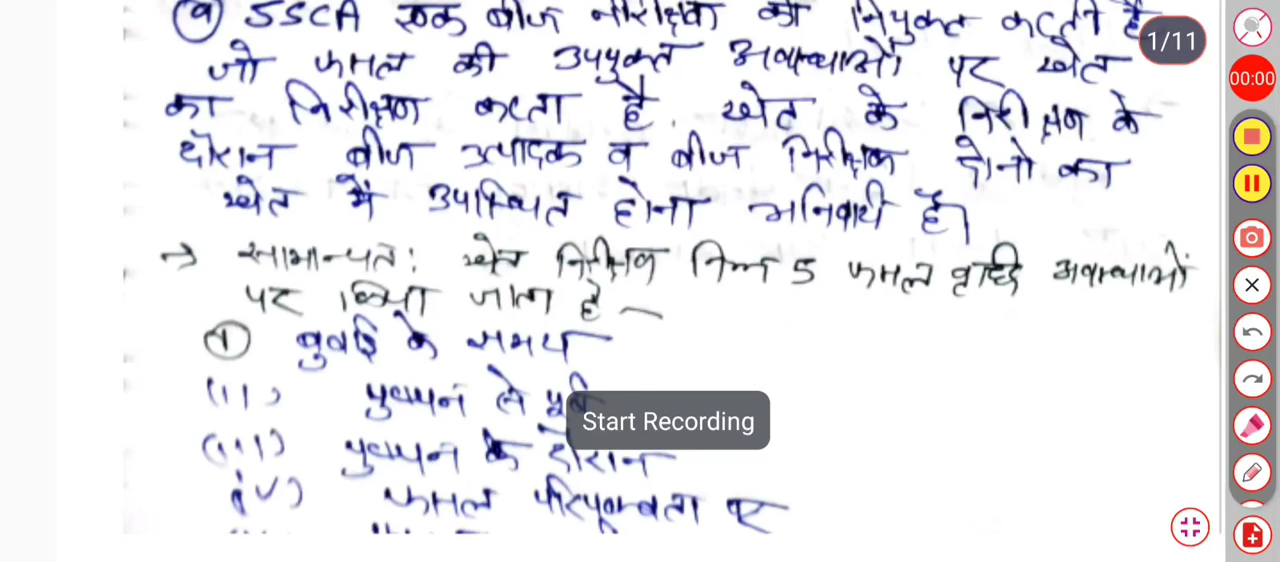 9 SSCA एक बीज निरीक्षक को नियुक्त करती है
जो फसल की उपयुक्त अवस्थाओं पर खेत
का निरीक्षण करता है. खेत के निरीक्षण के
दौरान बीज उत्पादक व बीज निरीक्षक दोनो का
खेत में उपस्थित होना अनिवार्य है।
→ सामान्यत: खेत निरीक्षण निम्न 5 फसल वृद्धि अवस्थाओं
पर किया जाता है –
1 बुवाई के समय
(ii) पुष्पन से पूर्व
(iii) पुष्पन के दौरान
iv) फसल परिपक्वता पर
1/11
00:00
Start Recording